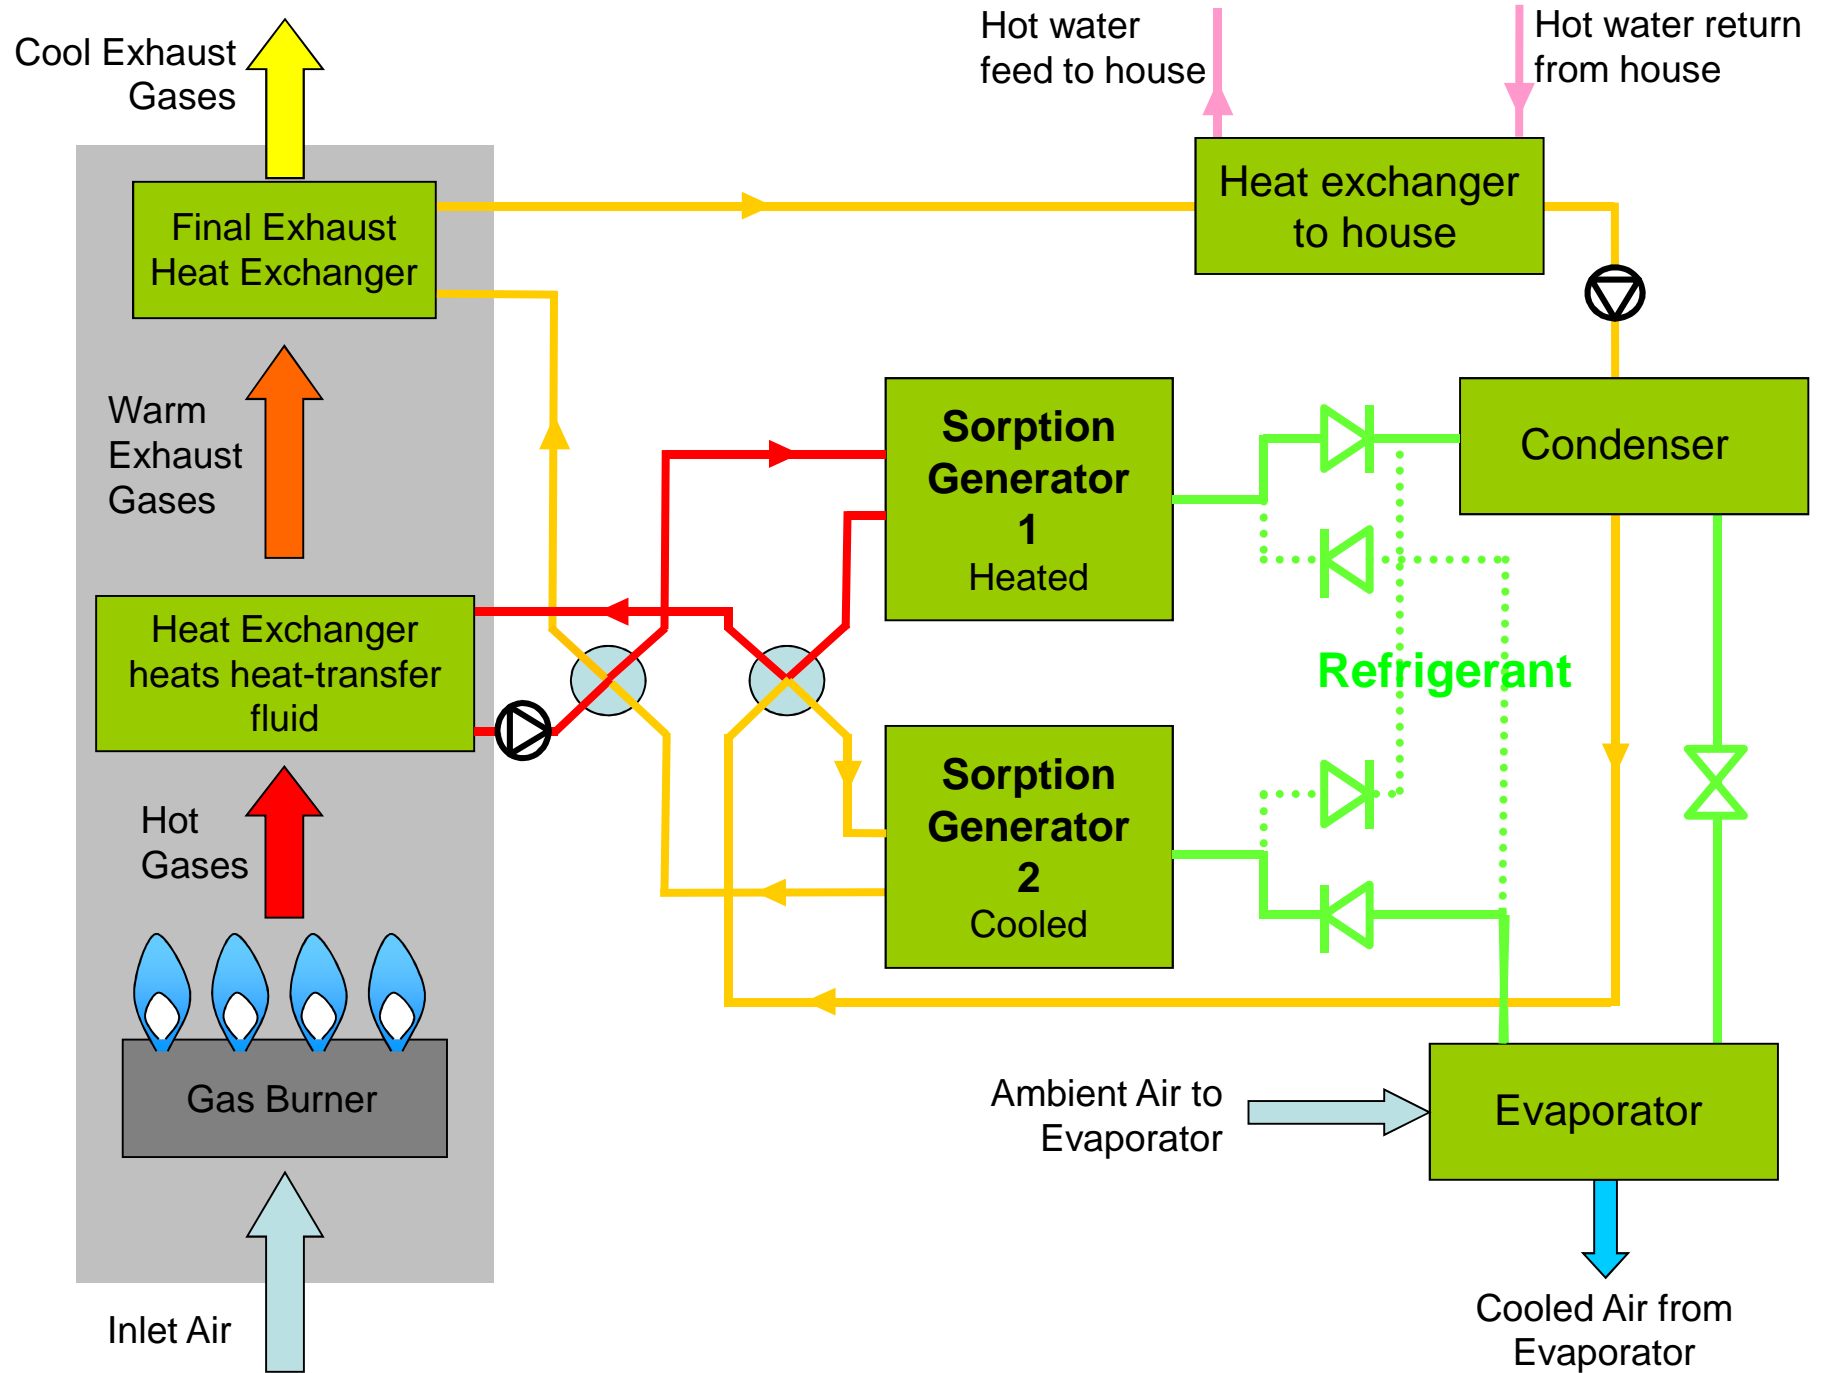 Cool Exhaust
Gases
Hot water
feed to house
Hot water return
from house
Final Exhaust
Heat Exchanger
Heat exchanger
to house
Warm
Exhaust
Gases
Sorption
Generator
1
Heated
Condenser
Heat Exchanger
heats heat-transfer
fluid
Refrigerant
Hot
Gases
Sorption
Generator
2
Cooled
Gas Burner
Ambient Air to
Evaporator
Evaporator
Inlet Air
Cooled Air from
Evaporator